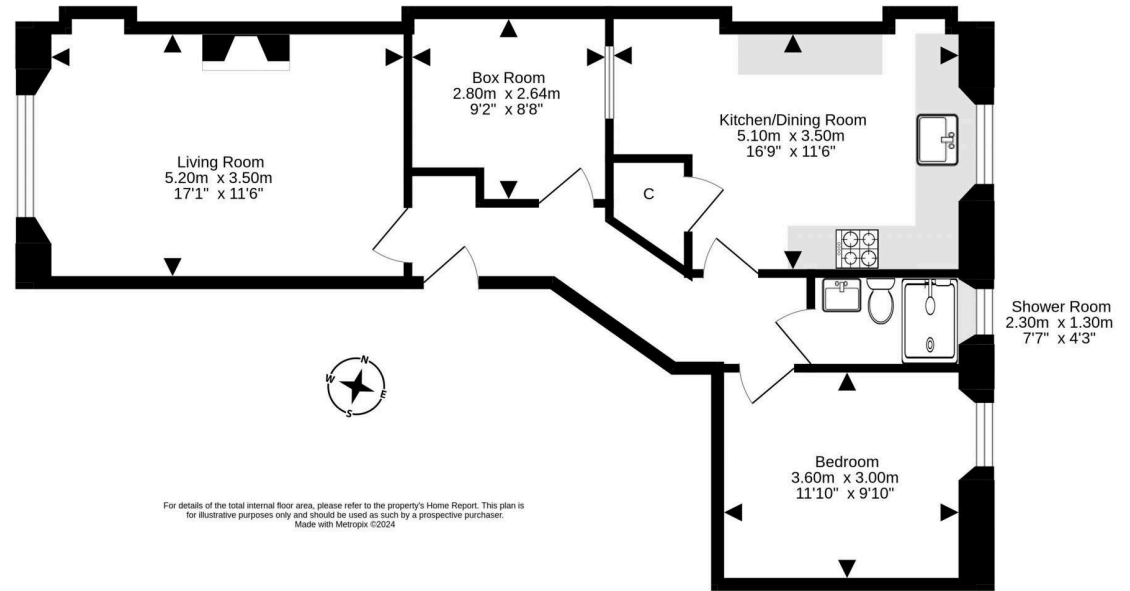 Box Room
2.80m x 2.64m
9'2" x 8'8"
Kitchen/Dining Room
5.10m x 3.50m
16'9" x 11'6"
Living Room
5.20m x 3.50m
17'1" x 11'6"
C
Shower Room
2.30m x 1.30m
7'7" x 4'3"
N
W
E
S
Bedroom
3.60m x 3.00m
11'10" x 9'10"
For details of the total internal floor area, please refer to the property's Home Report. This plan is
for illustrative purposes only and should be used as such by a prospective purchaser.
Made with Metropix ©2024